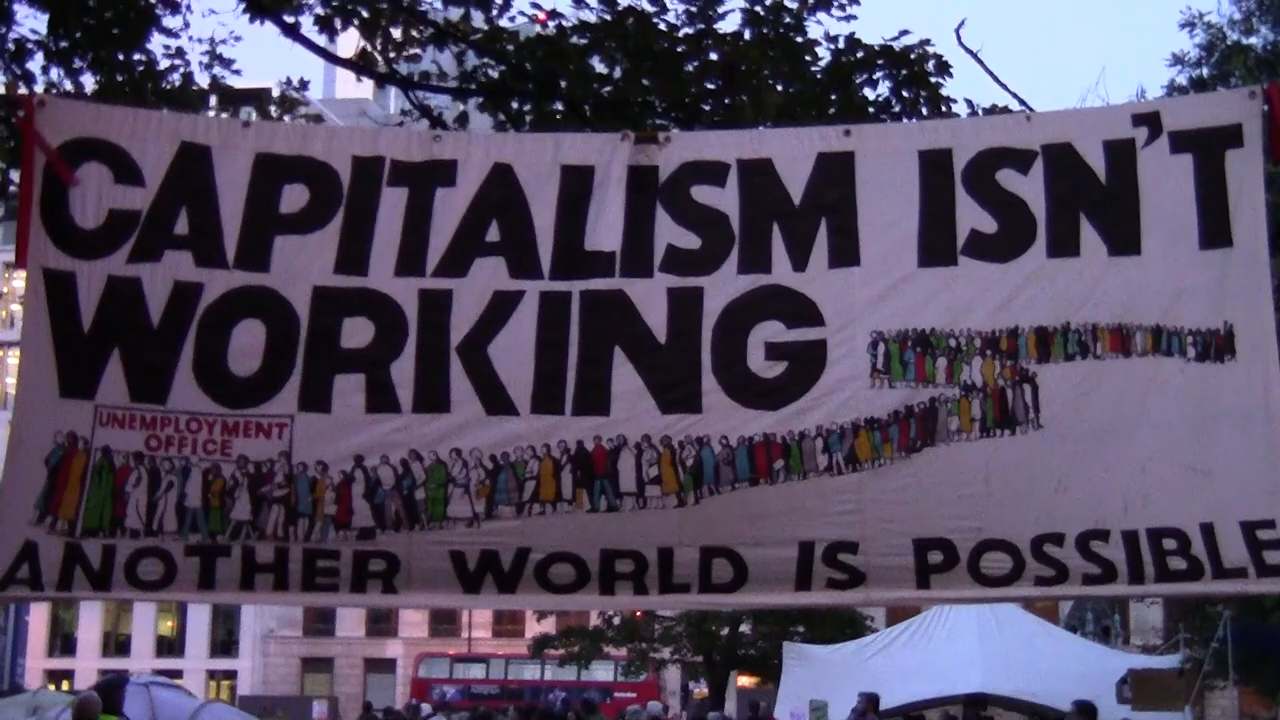 CAPITALISM ISN'T
WORKING
UNEMPLOYMENT
OFFICE
ANOTHER WORLD IS POSSIBLE